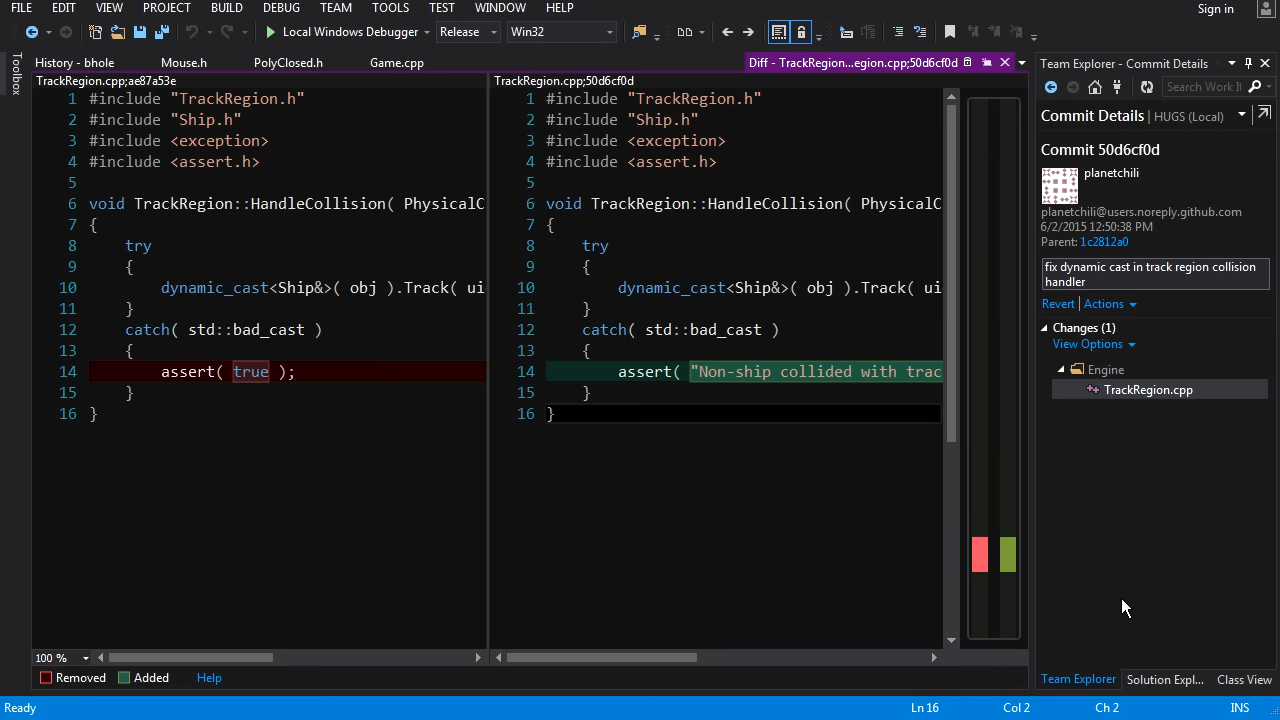 FILE EDIT VIEW PROJECT BUILD DEBUG TEAM TOOLS TEST WINDOW HELP
Sign in
Local Windows Debugger Release Win32
Toolbox
History - bhole Mouse.h PolyClosed.h Game.cpp Diff - TrackRegion...egion.cpp;50d6cf0d
TrackRegion.cpp;ae87a53e
1 #include "TrackRegion.h"
2 #include "Ship.h"
3 #include <exception>
4 #include <assert.h>
5
6 void TrackRegion::HandleCollision( PhysicalC
7 {
8 try
9 {
10 dynamic_cast<Ship&>( obj ).Track( ui
11 }
12 catch( std::bad_cast )
13 {
14 assert( true );
15 }
16 }
TrackRegion.cpp;50d6cf0d
1 #include "TrackRegion.h"
2 #include "Ship.h"
3 #include <exception>
4 #include <assert.h>
5
6 void TrackRegion::HandleCollision( PhysicalC
7 {
8 try
9 {
10 dynamic_cast<Ship&>( obj ).Track( ui
11 }
12 catch( std::bad_cast )
13 {
14 assert( "Non-ship collided with trac
15 }
16 }
100 %
Removed Added Help
Team Explorer - Commit Details
Search Work It
Commit Details | HUGS (Local)
Commit 50d6cf0d
planetchili
planetchili@users.noreply.github.com
6/2/2015 12:50:38 PM
Parent: 1c2812a0
fix dynamic cast in track region collision
handler
Revert | Actions
Changes (1)
View Options
Engine
TrackRegion.cpp
Team Explorer Solution Expl... Class View
Ready Ln 16 Col 2 Ch 2 INS